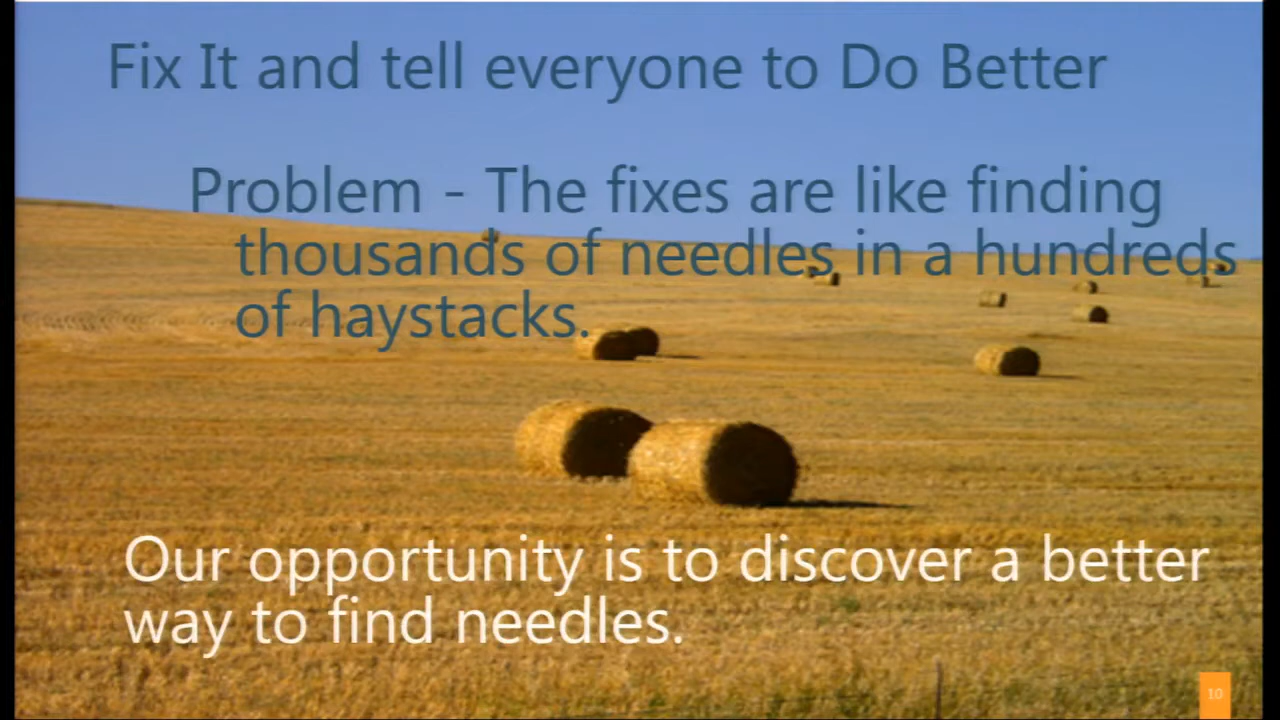 Fix It and tell everyone to Do Better
Problem - The fixes are like finding
thousands of needles in a hundreds
of haystacks.
Our opportunity is to discover a better
way to find needles.
10